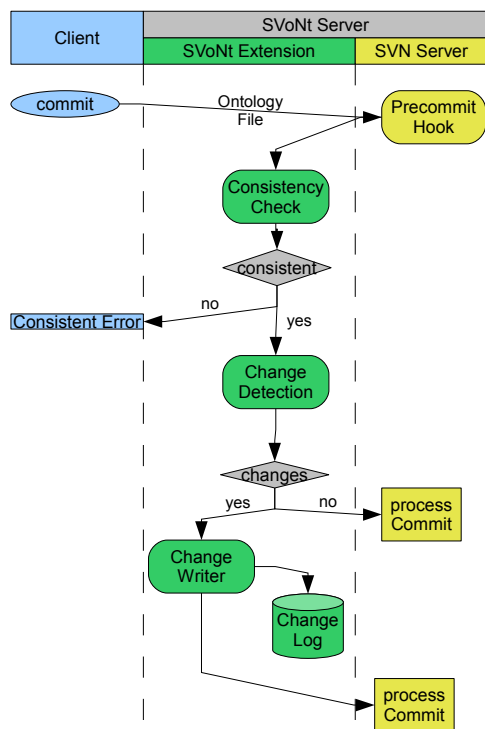 SVoNt Server
Client
SVoNt Extension
SVN Server
commit
Ontology
File
Precommit
Hook
Consistency
Check
consistent
no
yes
Consistent Error
Change
Detection
changes
yes
no
process
Commit
Change
Writer
Change
Log
process
Commit